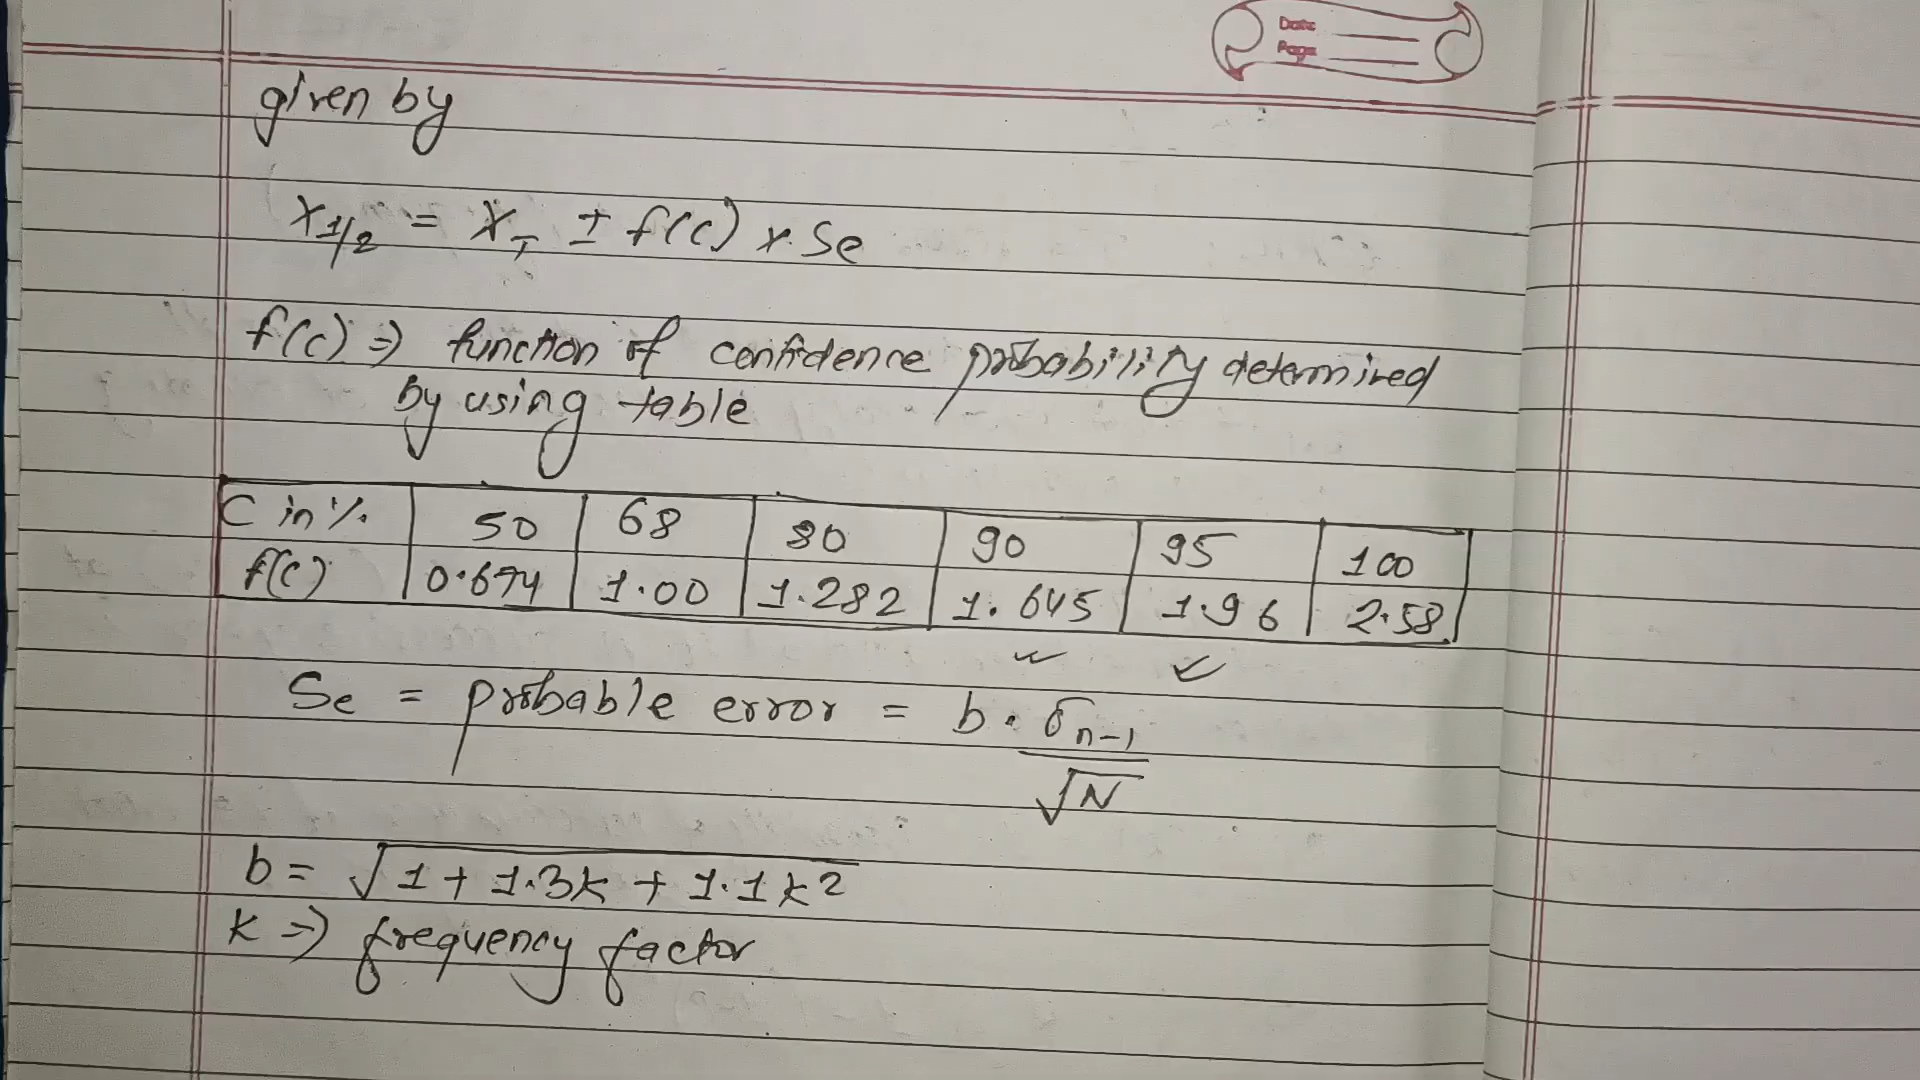 Date
Page
given by
X1/2 = XT ± f(c) x Se
f(c) ⇒ function of confidence probability determined
by using table
C in % 50 68 80 90 95 100
f(c) 0.674 1.00 1.282 1.645 1.96 2.58
Se = probable error = b . σn-1
√N
b = √1 + 1.3k + 1.1k2
k ⇒ frequency factor